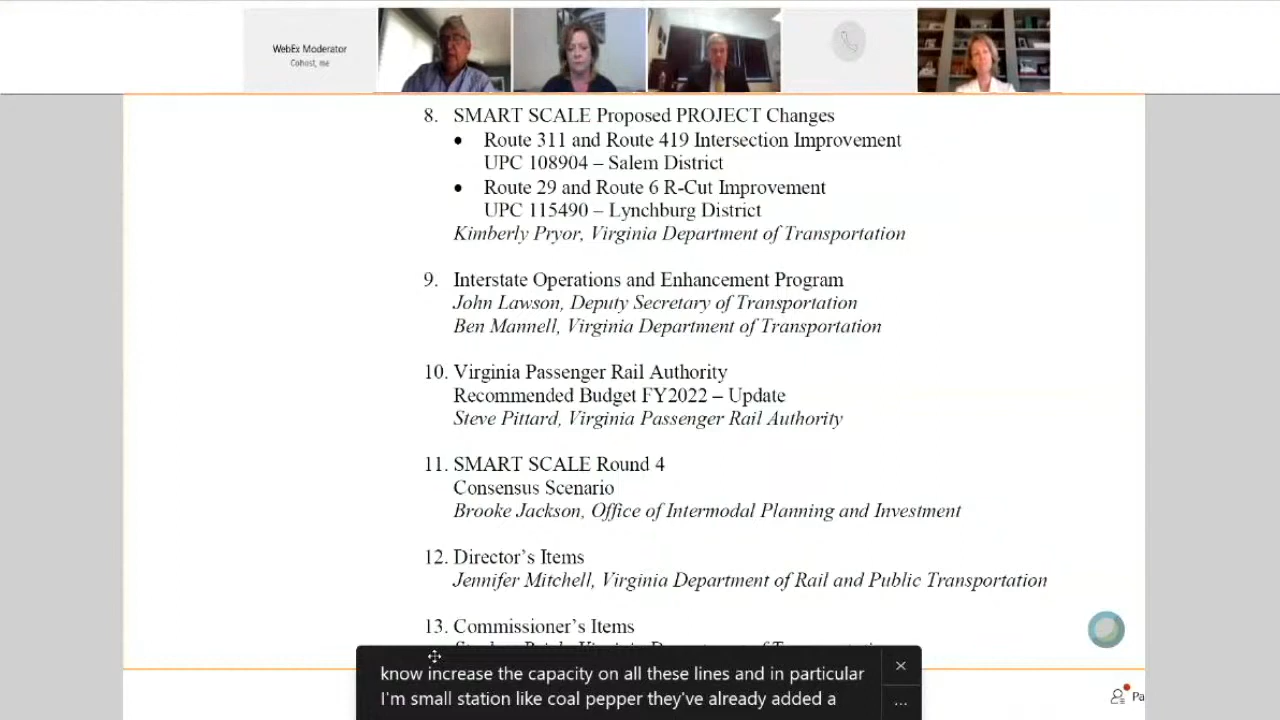 WebEx Moderator
Cohost, me
8. SMART SCALE Proposed PROJECT Changes
• Route 311 and Route 419 Intersection Improvement
UPC 108904 – Salem District
• Route 29 and Route 6 R-Cut Improvement
UPC 115490 – Lynchburg District
Kimberly Pryor, Virginia Department of Transportation
9. Interstate Operations and Enhancement Program
John Lawson, Deputy Secretary of Transportation
Ben Mannell, Virginia Department of Transportation
10. Virginia Passenger Rail Authority
Recommended Budget FY2022 – Update
Steve Pittard, Virginia Passenger Rail Authority
11. SMART SCALE Round 4
Consensus Scenario
Brooke Jackson, Office of Intermodal Planning and Investment
12. Director's Items
Jennifer Mitchell, Virginia Department of Rail and Public Transportation
13. Commissioner's Items
know increase the capacity on all these lines and in particular
I'm small station like coal pepper they've already added a
Pa